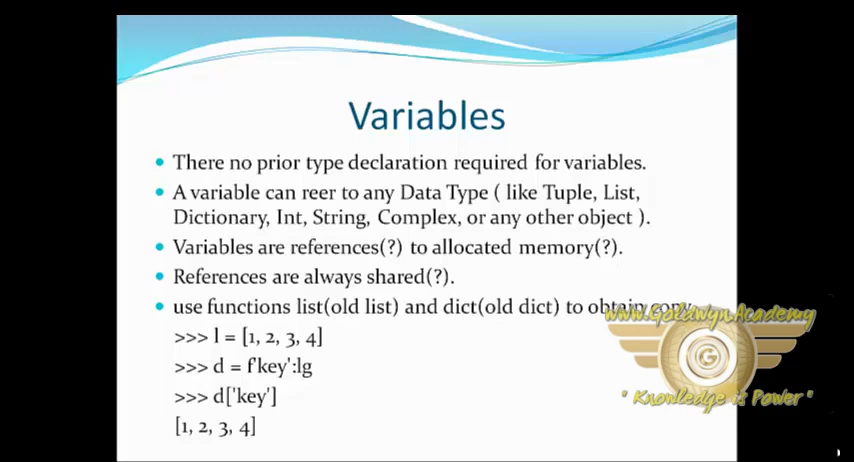 Variables
There no prior type declaration required for variables.
A variable can reer to any Data Type ( like Tuple, List,
Dictionary, Int, String, Complex, or any other object ).
Variables are references(?) to allocated memory(?).
References are always shared(?).
use functions list(old list) and dict(old dict) to obtain copy
>>> l = [1, 2, 3, 4]
>>> d = f'key':lg
>>> d['key']
[1, 2, 3, 4]
www.GoldwynAcademy
G
" Knowledge is Power "